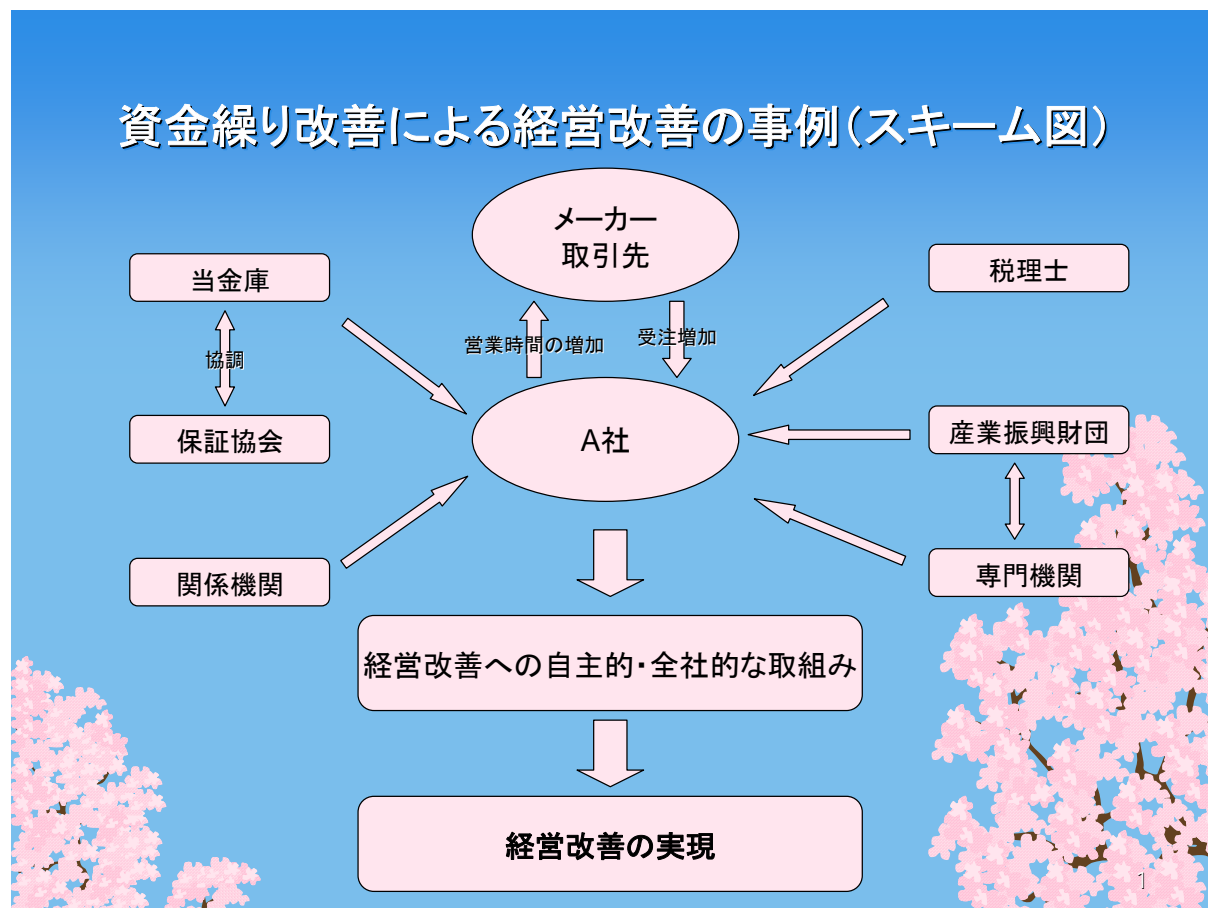 資金繰り改善による経営改善の事例（スキーム図）
メーカー
取引先
当金庫
税理士
協調
営業時間の増加
受注増加
保証協会
A社
産業振興財団
関係機関
専門機関
経営改善への自主的・全社的な取組み
経営改善の実現
1